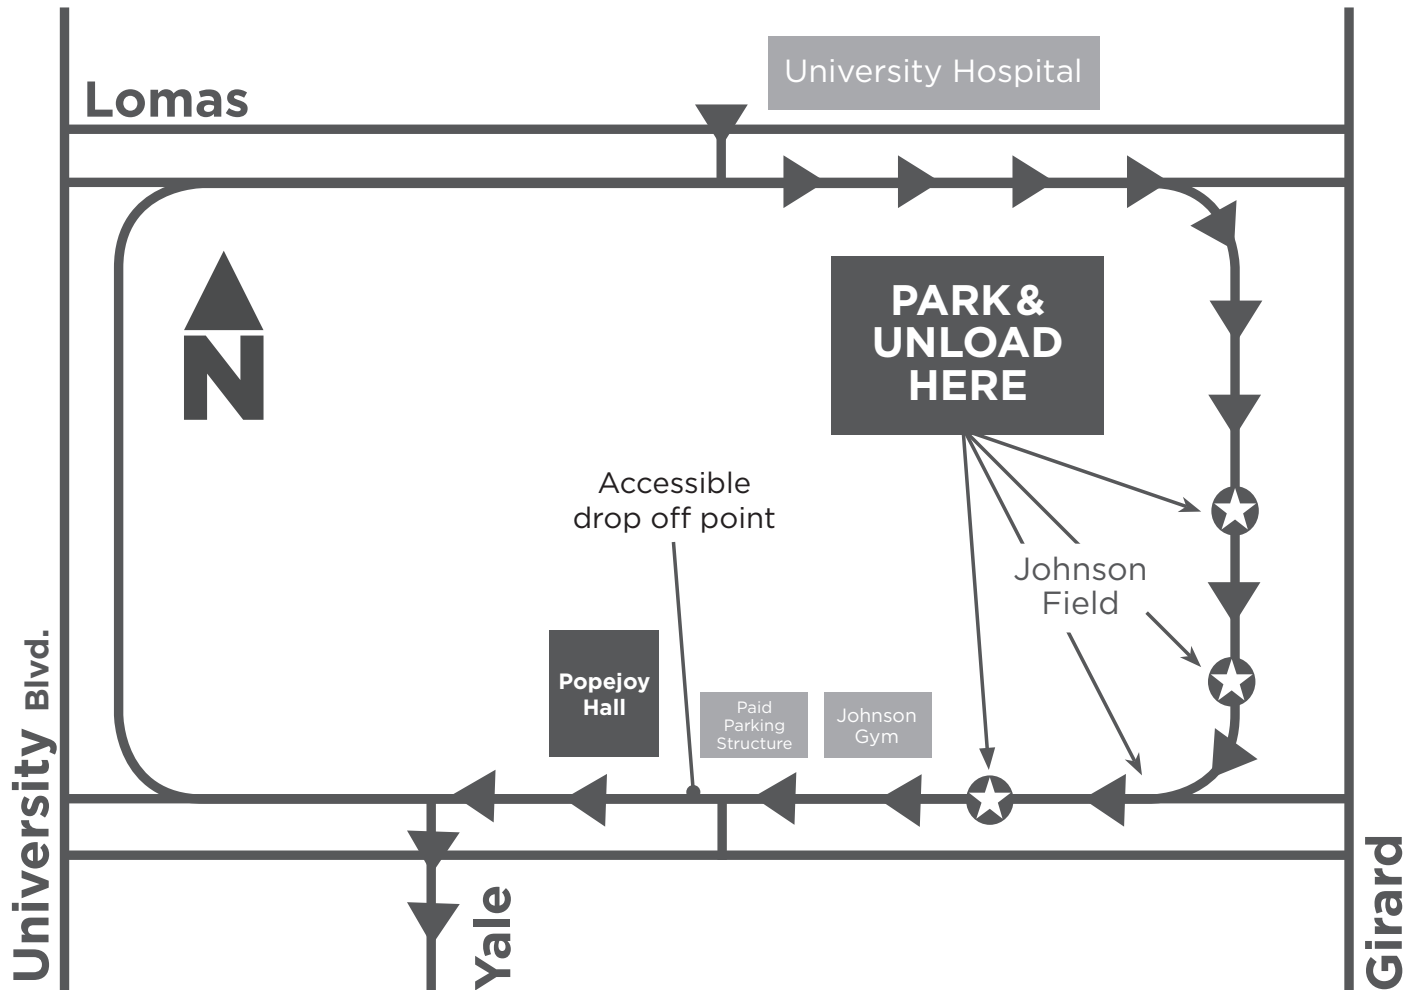 University Hospital
Lomas
N
PARK &
UNLOAD
HERE
Accessible
drop off point
Johnson
Field
Popejoy
Hall
Paid
Parking
Structure
Johnson
Gym
University Blvd.
Yale
Girard